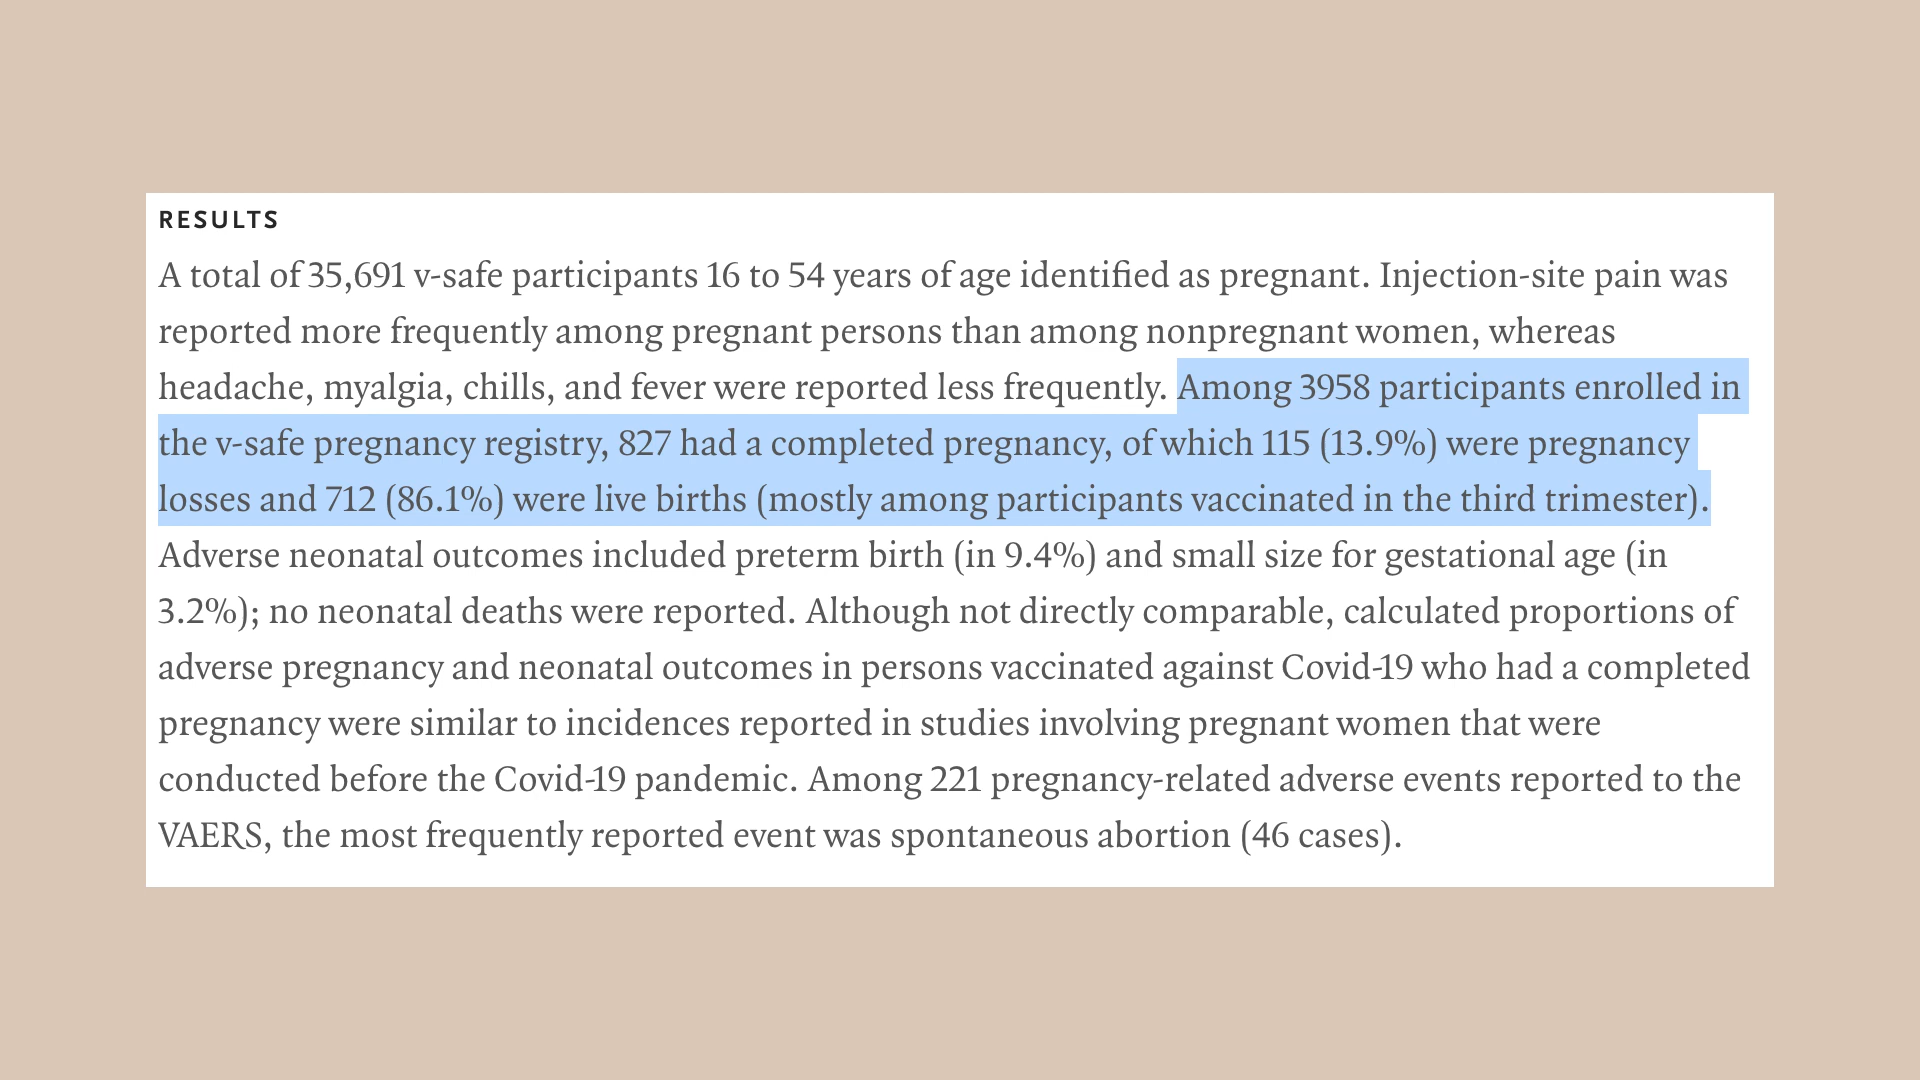 RESULTS
A total of 35,691 v-safe participants 16 to 54 years of age identified as pregnant. Injection-site pain was
reported more frequently among pregnant persons than among nonpregnant women, whereas
headache, myalgia, chills, and fever were reported less frequently. Among 3958 participants enrolled in
the v-safe pregnancy registry, 827 had a completed pregnancy, of which 115 (13.9%) were pregnancy
losses and 712 (86.1%) were live births (mostly among participants vaccinated in the third trimester).
Adverse neonatal outcomes included preterm birth (in 9.4%) and small size for gestational age (in
3.2%); no neonatal deaths were reported. Although not directly comparable, calculated proportions of
adverse pregnancy and neonatal outcomes in persons vaccinated against Covid-19 who had a completed
pregnancy were similar to incidences reported in studies involving pregnant women that were
conducted before the Covid-19 pandemic. Among 221 pregnancy-related adverse events reported to the
VAERS, the most frequently reported event was spontaneous abortion (46 cases).